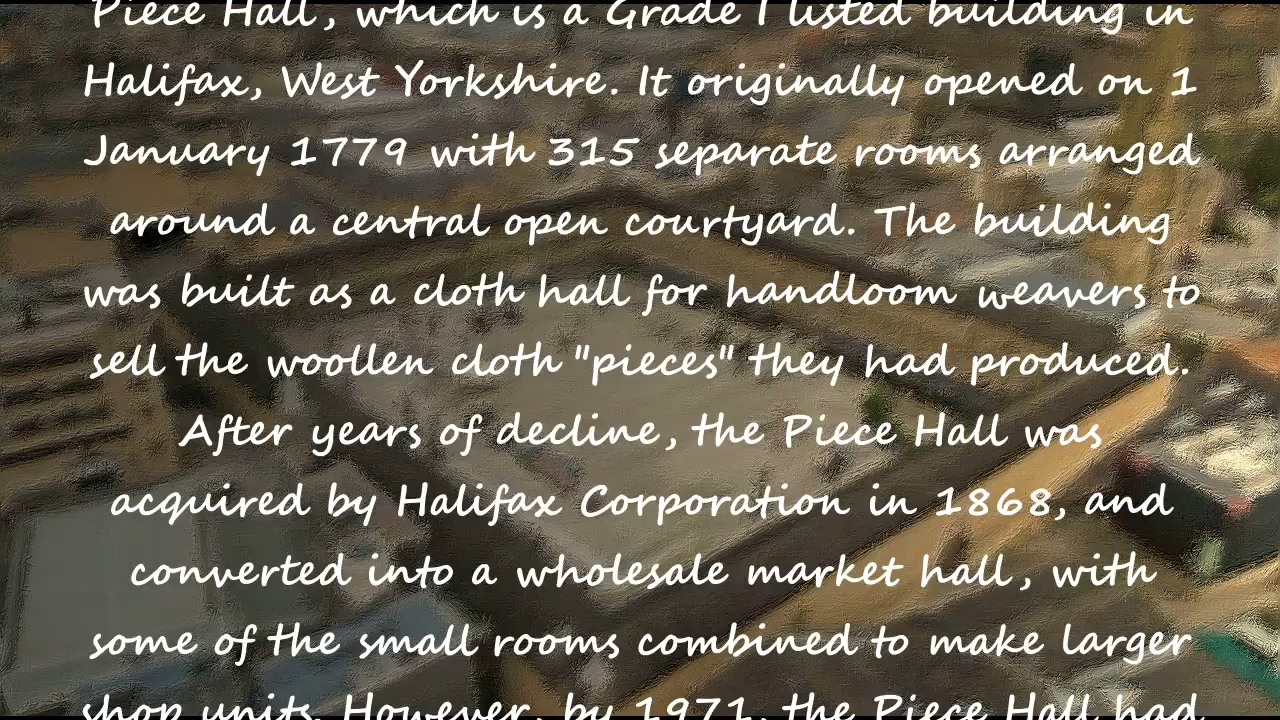 Piece Hall, which is a Grade I listed building in
Halifax, West Yorkshire. It originally opened on 1
January 1779 with 315 separate rooms arranged
around a central open courtyard. The building
was built as a cloth hall for handloom weavers to
sell the woollen cloth "pieces" they had produced.
After years of decline, the Piece Hall was
acquired by Halifax Corporation in 1868, and
converted into a wholesale market hall, with
some of the small rooms combined to make larger
shop units. However, by 1971, the Piece Hall had